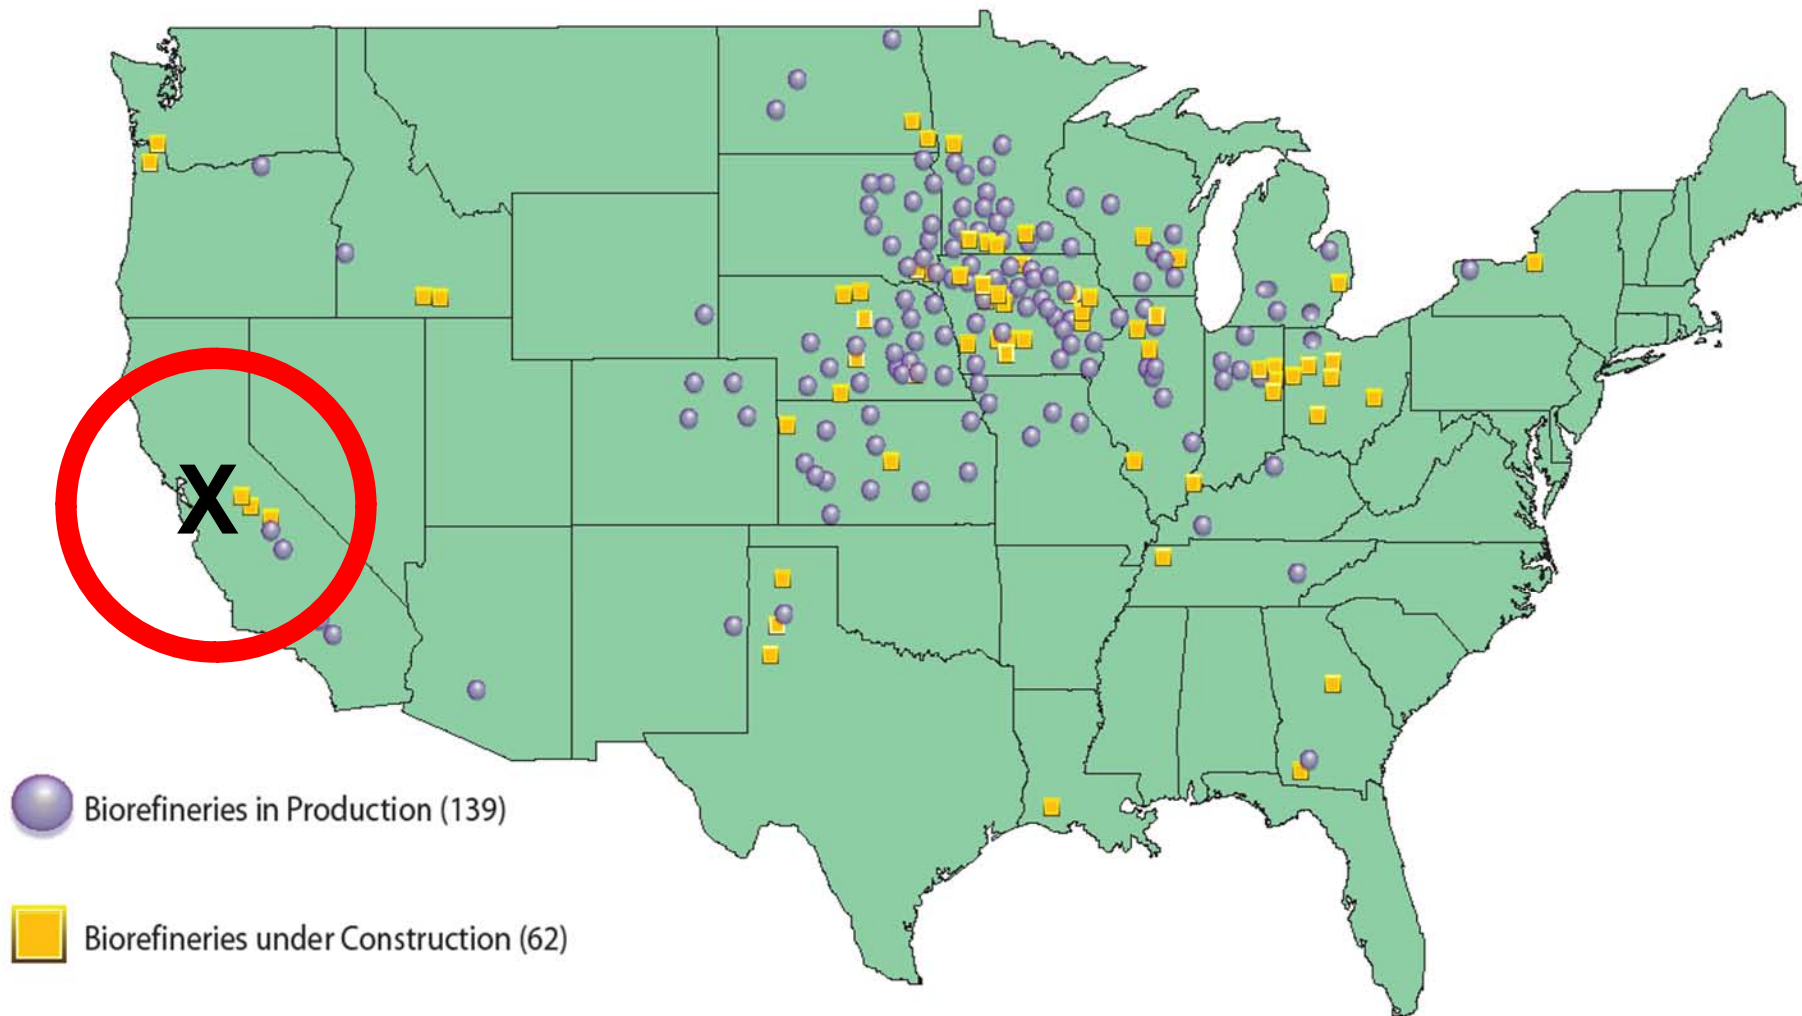 X
Biorefineries in Production (139)
Biorefineries under Construction (62)